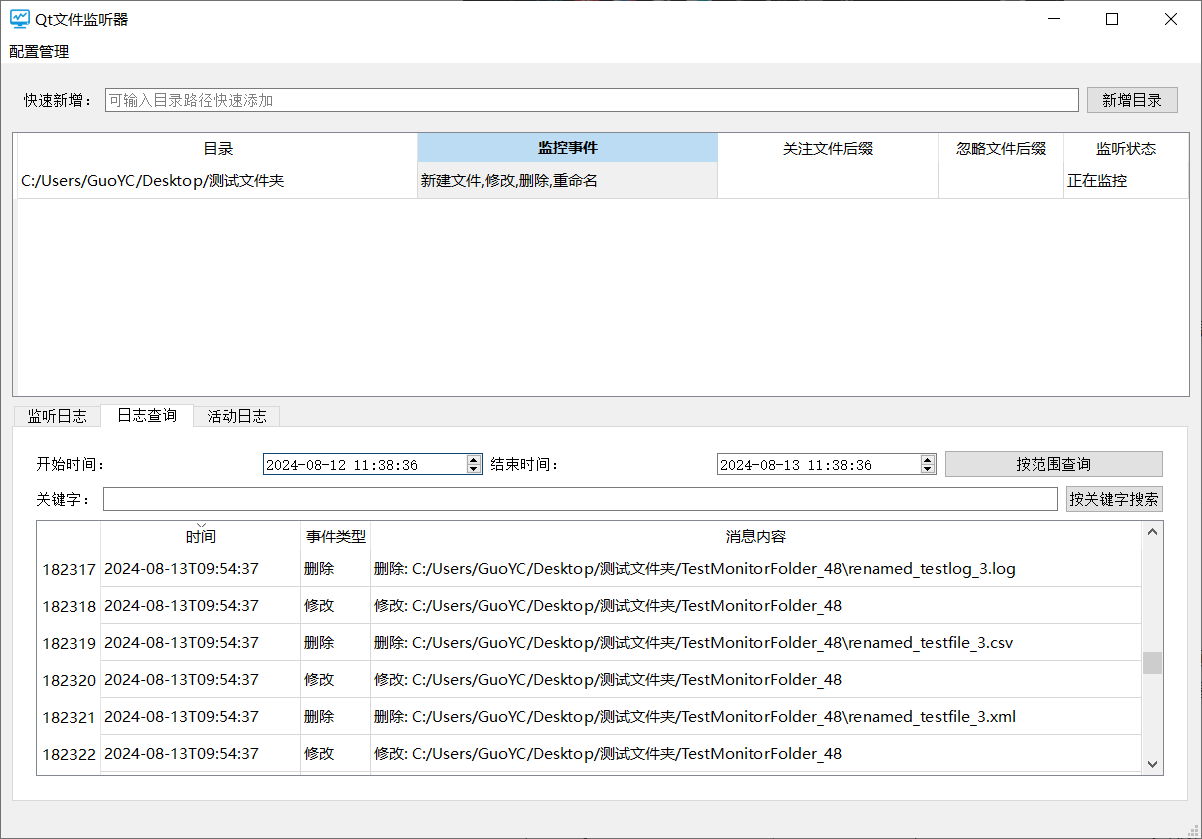 Qt文件监听器
配置管理
快速新增： 可输入目录路径快速添加 新增目录
目录 监控事件 关注文件后缀 忽略文件后缀 监听状态
C:/Users/GuoYC/Desktop/测试文件夹 新建文件,修改,删除,重命名 正在监控
监听日志 日志查询 活动日志
开始时间： 2024-08-12 11:38:36 结束时间： 2024-08-13 11:38:36 按范围查询
关键字： 按关键字搜索
时间 事件类型 消息内容
182317 2024-08-13T09:54:37 删除 删除: C:/Users/GuoYC/Desktop/测试文件夹/TestMonitorFolder_48\renamed_testlog_3.log
182318 2024-08-13T09:54:37 修改 修改: C:/Users/GuoYC/Desktop/测试文件夹/TestMonitorFolder_48
182319 2024-08-13T09:54:37 删除 删除: C:/Users/GuoYC/Desktop/测试文件夹/TestMonitorFolder_48\renamed_testfile_3.csv
182320 2024-08-13T09:54:37 修改 修改: C:/Users/GuoYC/Desktop/测试文件夹/TestMonitorFolder_48
182321 2024-08-13T09:54:37 删除 删除: C:/Users/GuoYC/Desktop/测试文件夹/TestMonitorFolder_48\renamed_testfile_3.xml
182322 2024-08-13T09:54:37 修改 修改: C:/Users/GuoYC/Desktop/测试文件夹/TestMonitorFolder_48